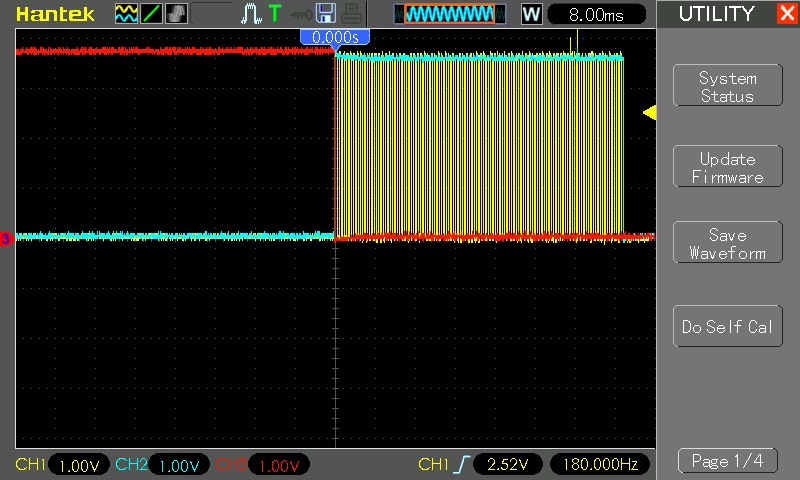 Hantek
T
W
8.00ms
UTILITY
0.000s
System
Status
Update
Firmware
3
Save
Waveform
Do Self Cal
CH1 1.00V CH2 1.00V CH3 1.00V CH1 2.52V 180.000Hz
Page 1/4